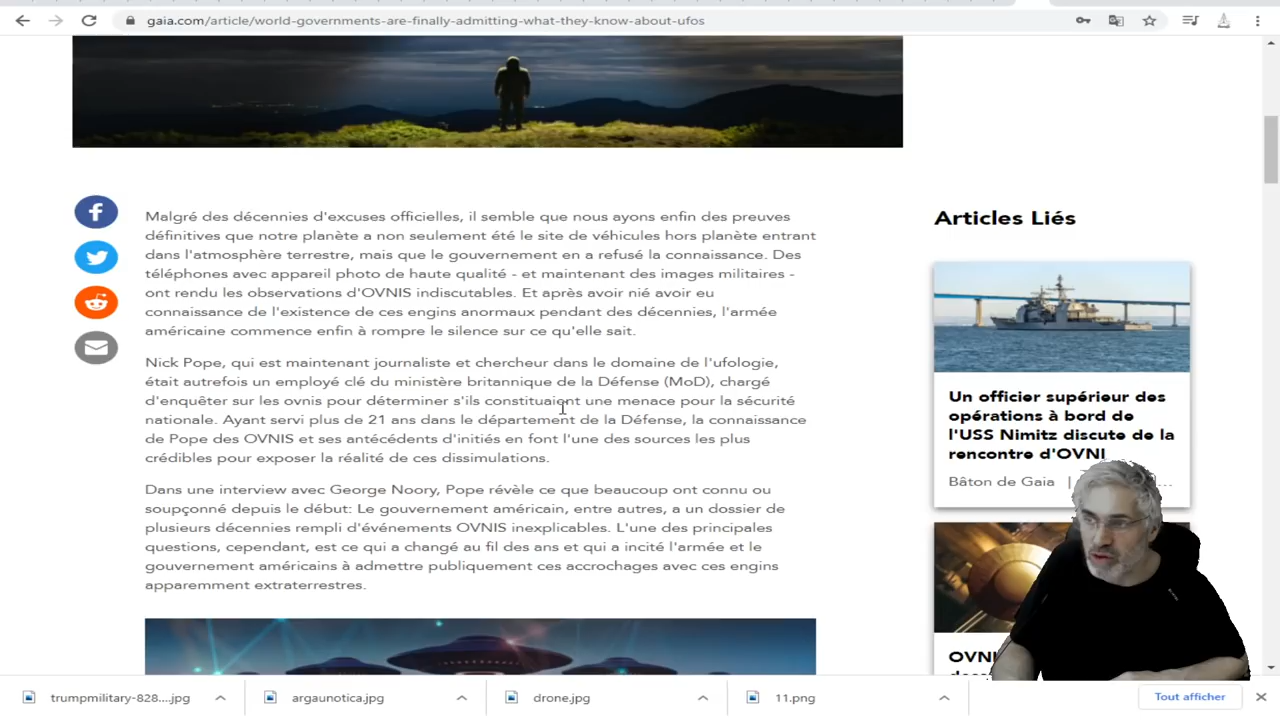 gaia.com/article/world-governments-are-finally-admitting-what-they-know-about-ufos
Malgré des décennies d'excuses officielles, il semble que nous ayons enfin des preuves
définitives que notre planète a non seulement été le site de véhicules hors planète entrant
dans l'atmosphère terrestre, mais que le gouvernement en a refusé la connaissance. Des
téléphones avec appareil photo de haute qualité - et maintenant des images militaires -
ont rendu les observations d'OVNIS indiscutables. Et après avoir nié avoir eu
connaissance de l'existence de ces engins anormaux pendant des décennies, l'armée
américaine commence enfin à rompre le silence sur ce qu'elle sait.
Nick Pope, qui est maintenant journaliste et chercheur dans le domaine de l'ufologie,
était autrefois un employé clé du ministère britannique de la Défense (MoD), chargé
d'enquêter sur les ovnis pour déterminer s'ils constituaient une menace pour la sécurité
nationale. Ayant servi plus de 21 ans dans le département de la Défense, la connaissance
de Pope des OVNIS et ses antécédents d'initiés en font l'une des sources les plus
crédibles pour exposer la réalité de ces dissimulations.
Dans une interview avec George Noory, Pope révèle ce que beaucoup ont connu ou
soupçonné depuis le début: Le gouvernement américain, entre autres, a un dossier de
plusieurs décennies rempli d'événements OVNIS inexplicables. L'une des principales
questions, cependant, est ce qui a changé au fil des ans et qui a incité l'armée et le
gouvernement américains à admettre publiquement ces accrochages avec ces engins
apparemment extraterrestres.
Articles Liés
Un officier supérieur des
opérations à bord de
l'USS Nimitz discute de la
rencontre d'OVNI
Bâton de Gaia |
trumpmilitary-828....jpg
argaunotica.jpg
drone.jpg
11.png
Tout afficher